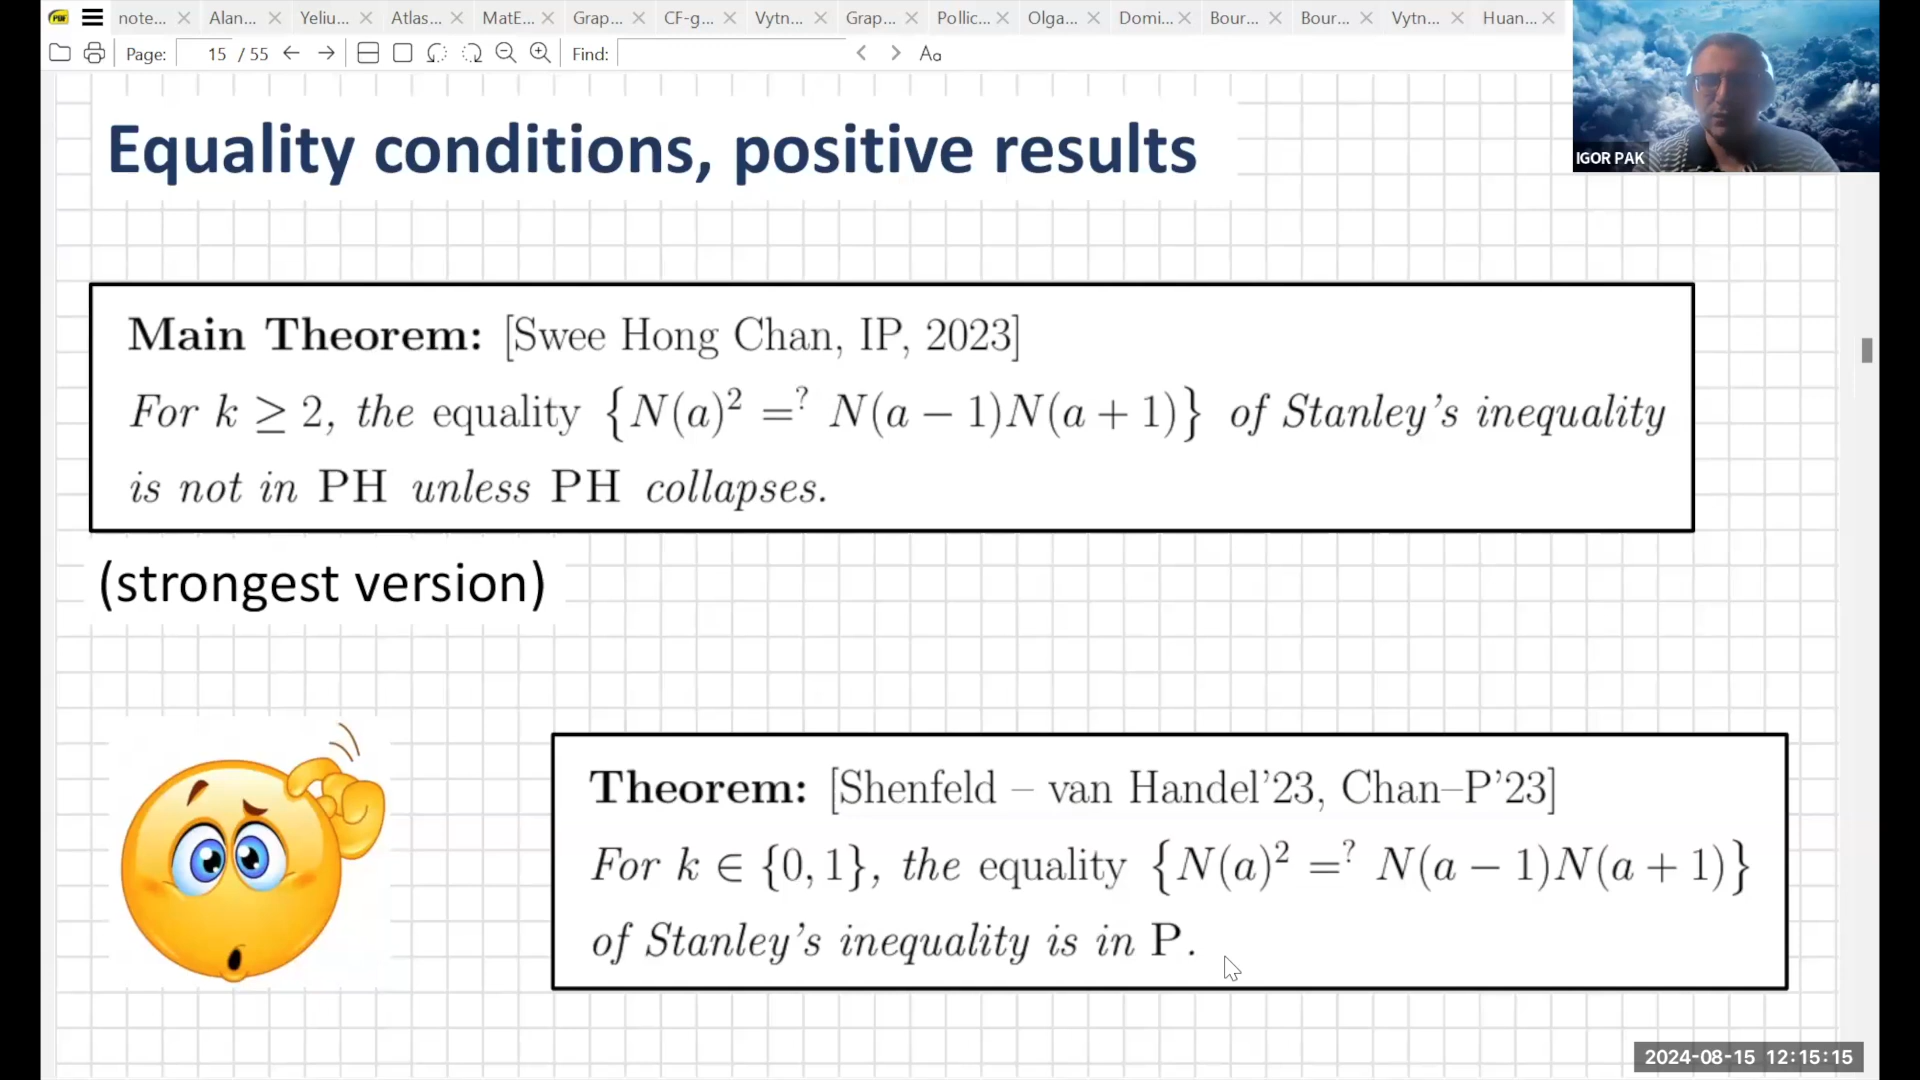 note... Alan... Yeliu... Atlas... MatE... Grap... CF-g... Vytn... Grap... Pollic... Olga... Domi... Bour... Bour... Vytn... Huan...
Page: 15 / 55 Find: Aa
IGOR PAK
Equality conditions, positive results
Main Theorem: [Swee Hong Chan, IP, 2023]
For k ≥ 2, the equality {N(a)² =? N(a − 1)N(a + 1)} of Stanley's inequality
is not in PH unless PH collapses.
(strongest version)
Theorem: [Shenfeld – van Handel'23, Chan–P'23]
For k ∈ {0, 1}, the equality {N(a)² =? N(a − 1)N(a + 1)}
of Stanley's inequality is in P.
2024-08-15 12:15:15